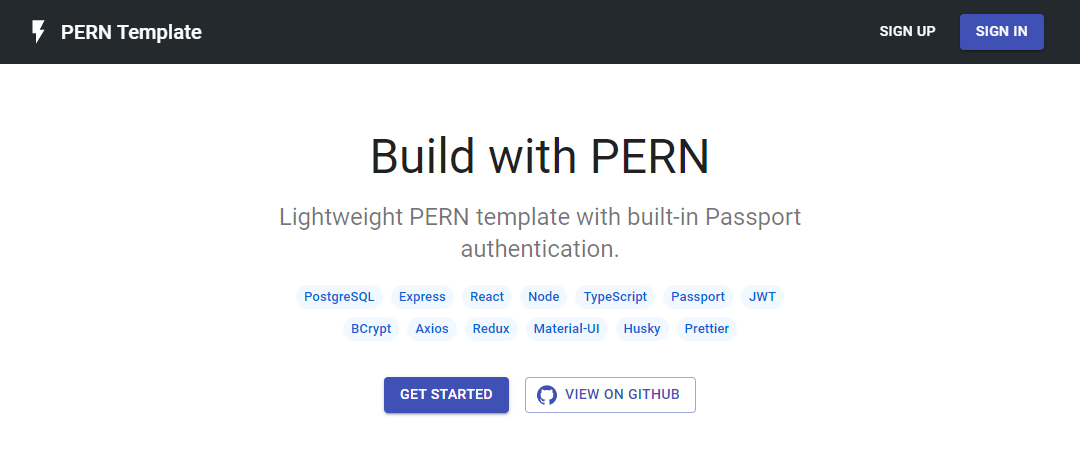 PERN Template
SIGN UP
SIGN IN
Build with PERN
Lightweight PERN template with built-in Passport
authentication.
PostgreSQL Express React Node TypeScript Passport JWT
BCrypt Axios Redux Material-UI Husky Prettier
GET STARTED
VIEW ON GITHUB